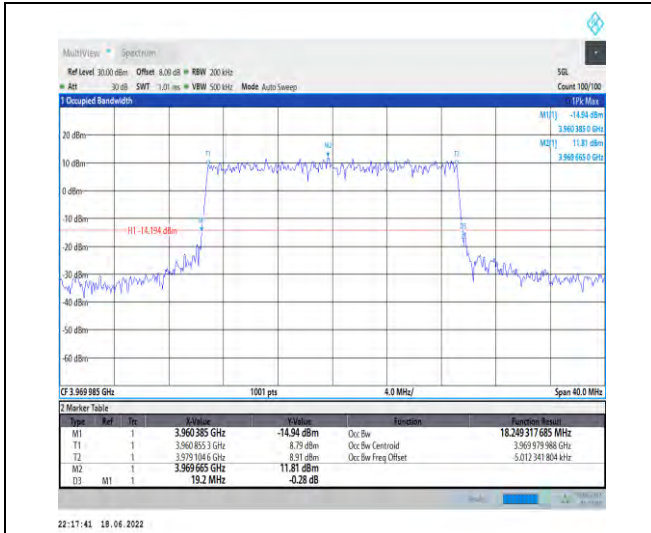 MultiView Spectrum
Ref Level 30.00 dBm Offset 8.09 dB RBW 200 kHz SGL
Att 30 dB SWT 1.01 ms VBW 500 kHz Mode Auto Sweep Count 100/100
1 Occupied Bandwidth 1Pk Max
M1[1] -14.94 dBm
3.960 385 0 GHz
M2[1] 11.81 dBm
3.969 665 0 GHz
20 dBm
M2
T1 T2
10 dBm
0 dBm
-10 dBm
H1 -14.194 dBm
-30 dBm
-40 dBm
-50 dBm
-60 dBm
CF 3.969 985 GHz 1001 pts 4.0 MHz/ Span 40.0 MHz
2 Marker Table
Type Ref Trc X-Value Y-Value Function Function Result
M1 1 3.960 385 GHz -14.94 dBm Occ Bw 18.249 317 685 MHz
T1 1 3.960 855 3 GHz 8.79 dBm Occ Bw Centroid 3.969 979 988 GHz
T2 1 3.979 104 6 GHz 8.91 dBm Occ Bw Freq Offset -5.012 341 804 kHz
M2 1 3.969 665 GHz 11.81 dBm
D3 M1 1 19.2 MHz -0.28 dB
22:17:41 18.06.2022